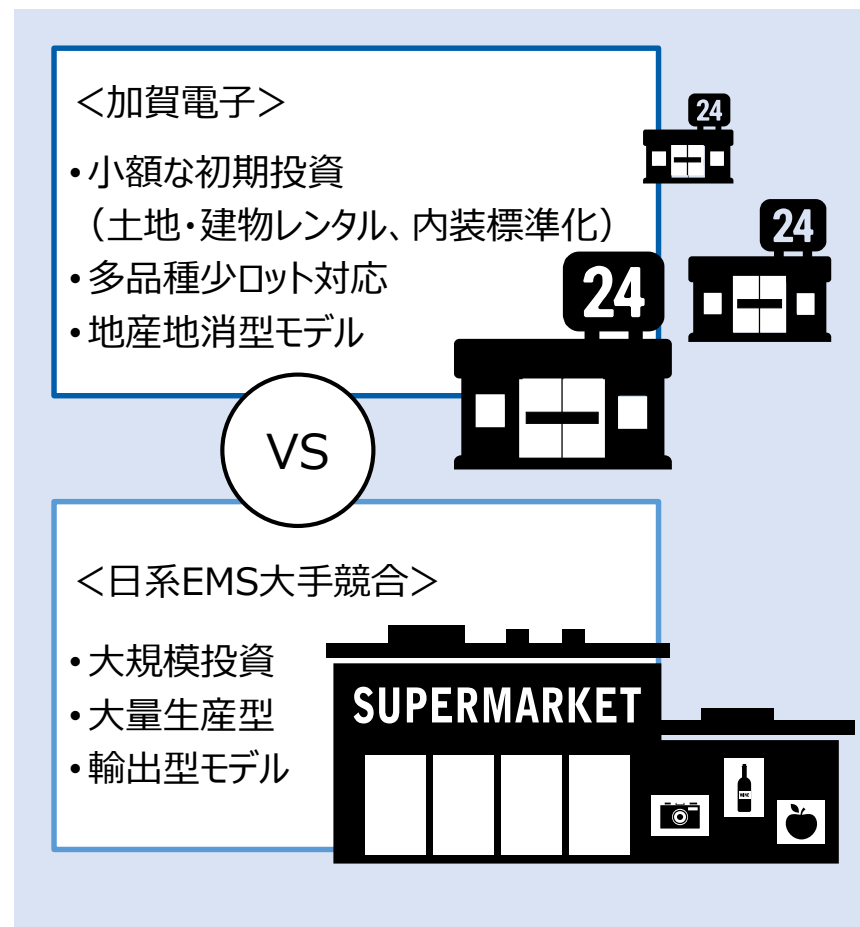 ＜加賀電子＞
•小額な初期投資
（土地・建物レンタル、内装標準化）
•多品種少ロット対応
•地産地消型モデル
24
24
24
VS
＜日系EMS大手競合＞
•大規模投資
•大量生産型
•輸出型モデル
SUPERMARKET
WINE